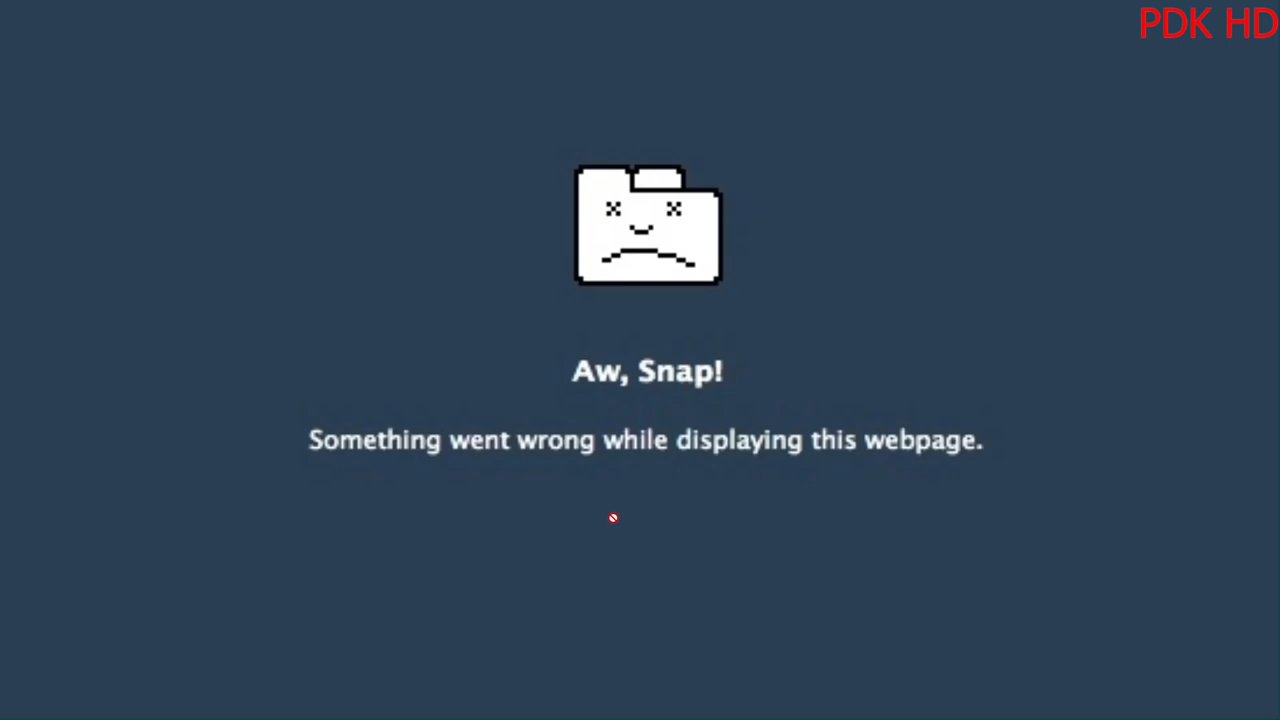 PDK HD
Aw, Snap!
Something went wrong while displaying this webpage.